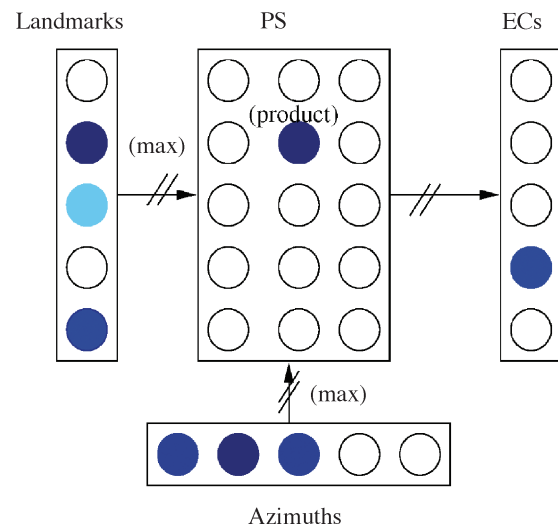 Landmarks
PS
ECs
(product)
(max)
(max)
Azimuths